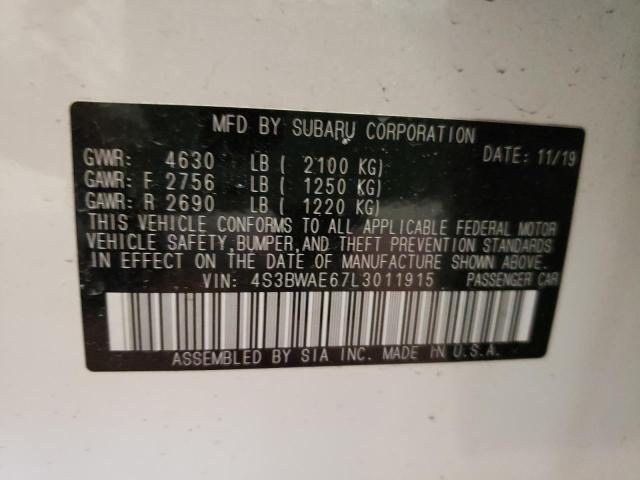 MFD BY SUBARU CORPORATION
GVWR: 4630 LB ( 2100 KG) DATE: 11/19
GAWR: F 2756 LB ( 1250 KG)
GAWR: R 2690 LB ( 1220 KG)
THIS VEHICLE CONFORMS TO ALL APPLICABLE FEDERAL MOTOR
VEHICLE SAFETY,BUMPER,AND THEFT PREVENTION STANDARDS
IN EFFECT ON THE DATE OF MANUFACTURE SHOWN ABOVE.
VIN: 4S3BWAE67L3011915 PASSENGER CAR
ASSEMBLED BY SIA INC. MADE IN U.S.A.